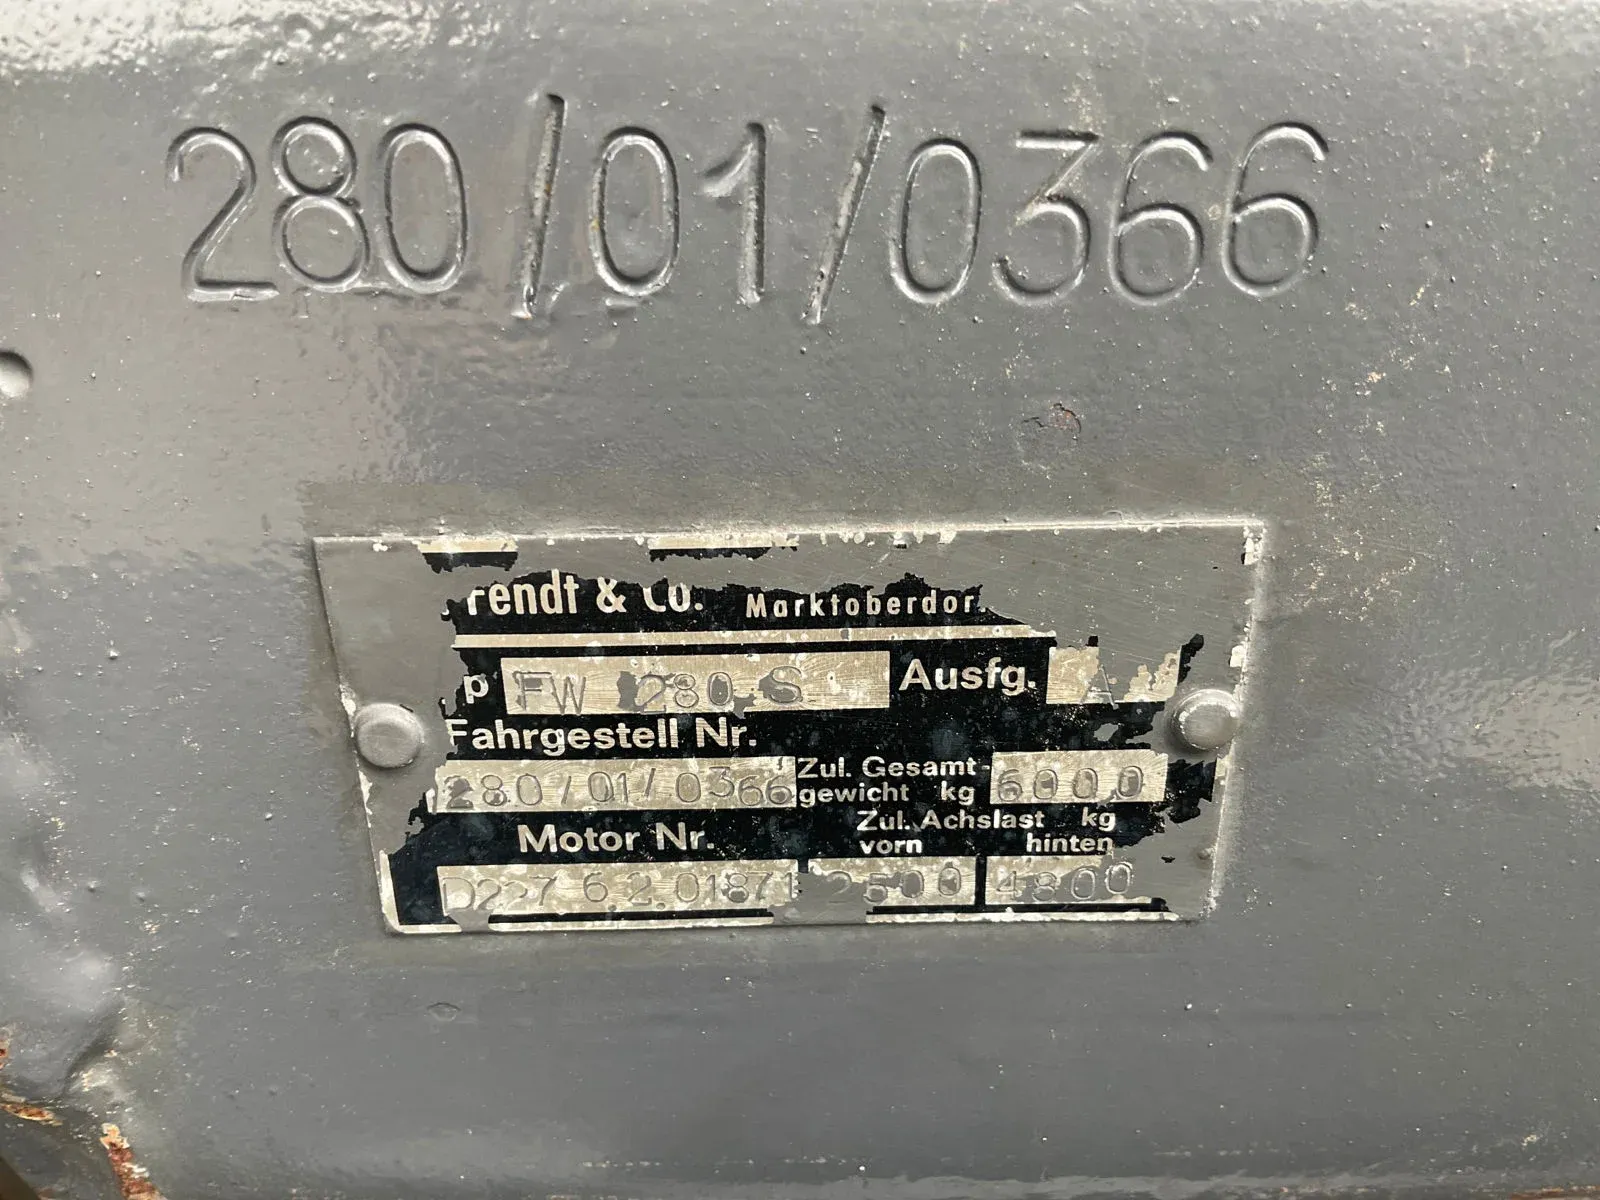 280/01/0366
rendt & Co. Marktoberdor
p FW 280 S Ausfg. A
Fahrgestell Nr.
280/01/0366 Zul. Gesamt-
gewicht kg 6000
Motor Nr. Zul. Achslast kg
vorn hinten
D227 6.2.01871 2500 4800